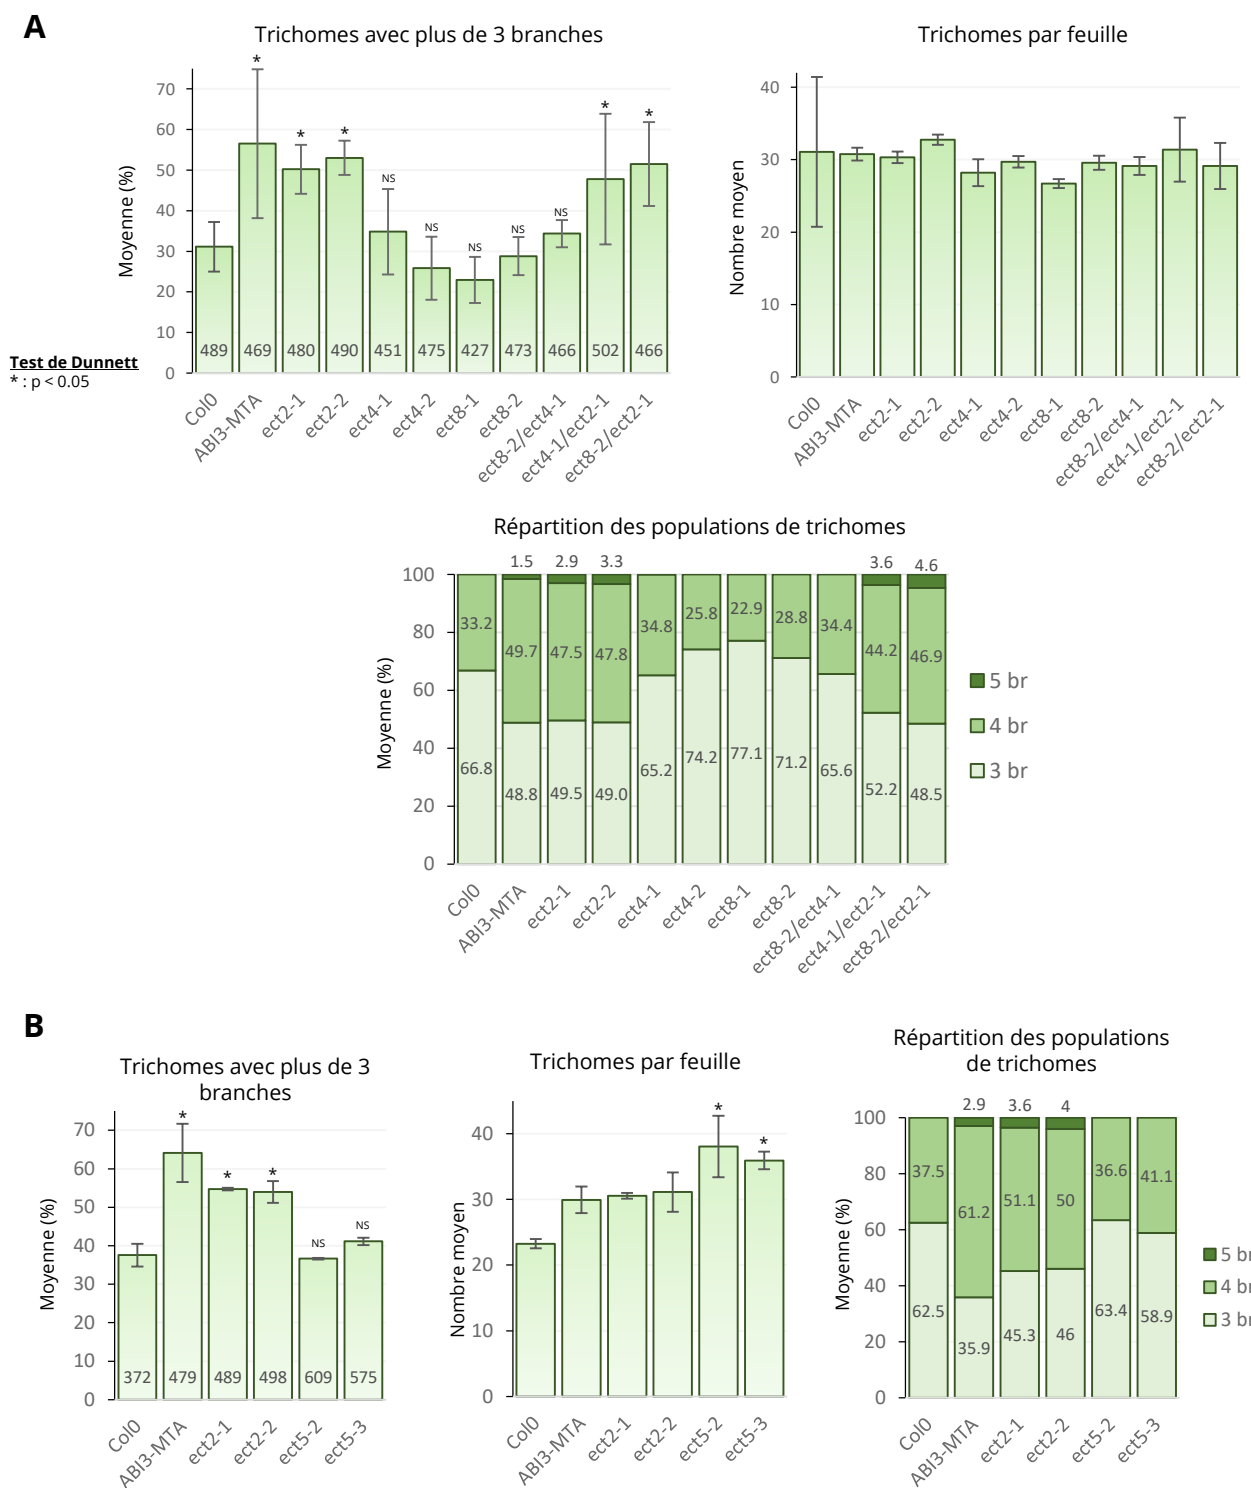 A
Trichomes avec plus de 3 branches
Moyenne (%)
70
60
50
40
30
20
10
0
* * * NS NS NS NS NS * *
489 469 480 490 451 475 427 473 466 502 466
Col0 ABI3-MTA ect2-1 ect2-2 ect4-1 ect4-2 ect8-1 ect8-2 ect8-2/ect4-1 ect4-1/ect2-1 ect8-2/ect2-1
Test de Dunnett
* : p < 0.05
Trichomes par feuille
Nombre moyen
40
30
20
10
0
Col0 ABI3-MTA ect2-1 ect2-2 ect4-1 ect4-2 ect8-1 ect8-2 ect8-2/ect4-1 ect4-1/ect2-1 ect8-2/ect2-1
Répartition des populations de trichomes
Moyenne (%)
100
80
60
40
20
0
1.5 2.9 3.3 3.6 4.6
33.2 49.7 47.5 47.8 34.8 25.8 22.9 28.8 34.4 44.2 46.9
66.8 48.8 49.5 49.0 65.2 74.2 77.1 71.2 65.6 52.2 48.5
Col0 ABI3-MTA ect2-1 ect2-2 ect4-1 ect4-2 ect8-1 ect8-2 ect8-2/ect4-1 ect4-1/ect2-1 ect8-2/ect2-1
5 br
4 br
3 br
B
Trichomes avec plus de 3
branches
Moyenne (%)
70
60
50
40
30
20
10
0
* * * NS NS
372 479 489 498 609 575
Col0 ABI3-MTA ect2-1 ect2-2 ect5-2 ect5-3
Trichomes par feuille
Nombre moyen
40
30
20
10
0
* *
Col0 ABI3-MTA ect2-1 ect2-2 ect5-2 ect5-3
Répartition des populations
de trichomes
Moyenne (%)
100
80
60
40
20
0
2.9 3.6 4
37.5 61.2 51.1 50 36.6 41.1
62.5 35.9 45.3 46 63.4 58.9
Col0 ABI3-MTA ect2-1 ect2-2 ect5-2 ect5-3
5 br
4 br
3 br